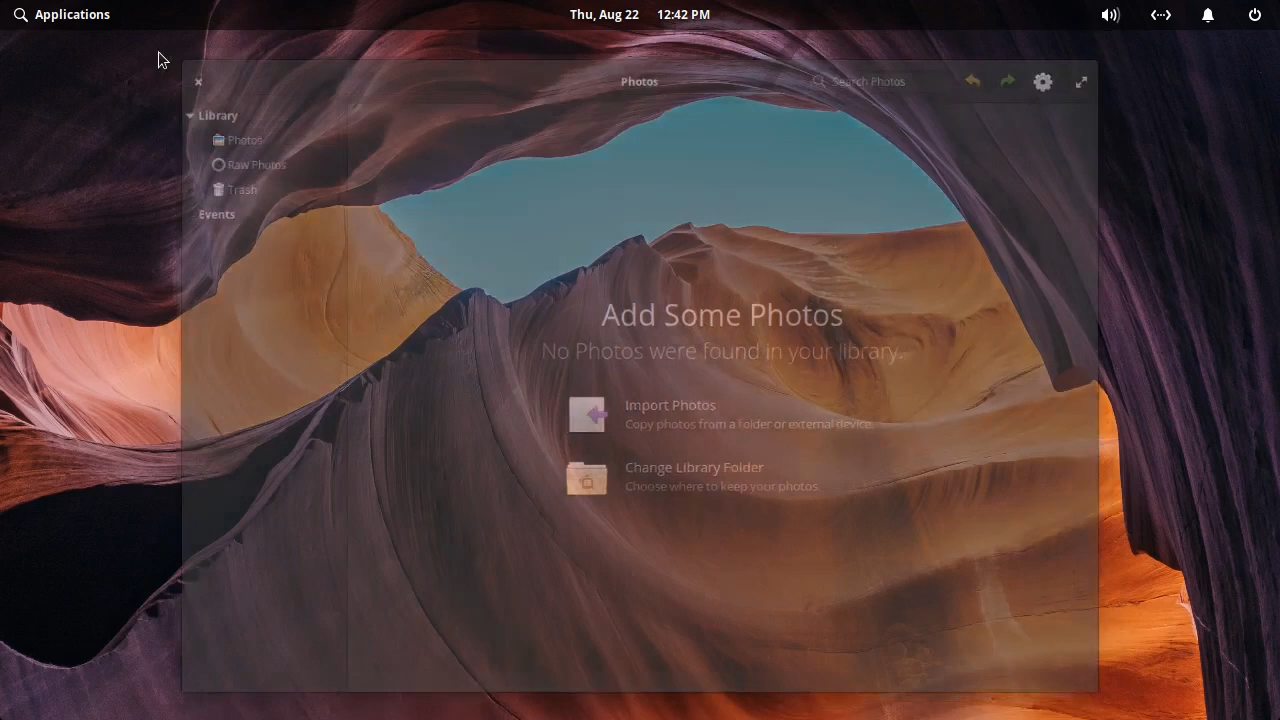 Applications
Thu, Aug 22 12:42 PM
Photos
Search Photos
Library
Photos
Raw Photos
Trash
Events
Add Some Photos
No Photos were found in your library.
Import Photos
Copy photos from a folder or external device.
Change Library Folder
Choose where to keep your photos.